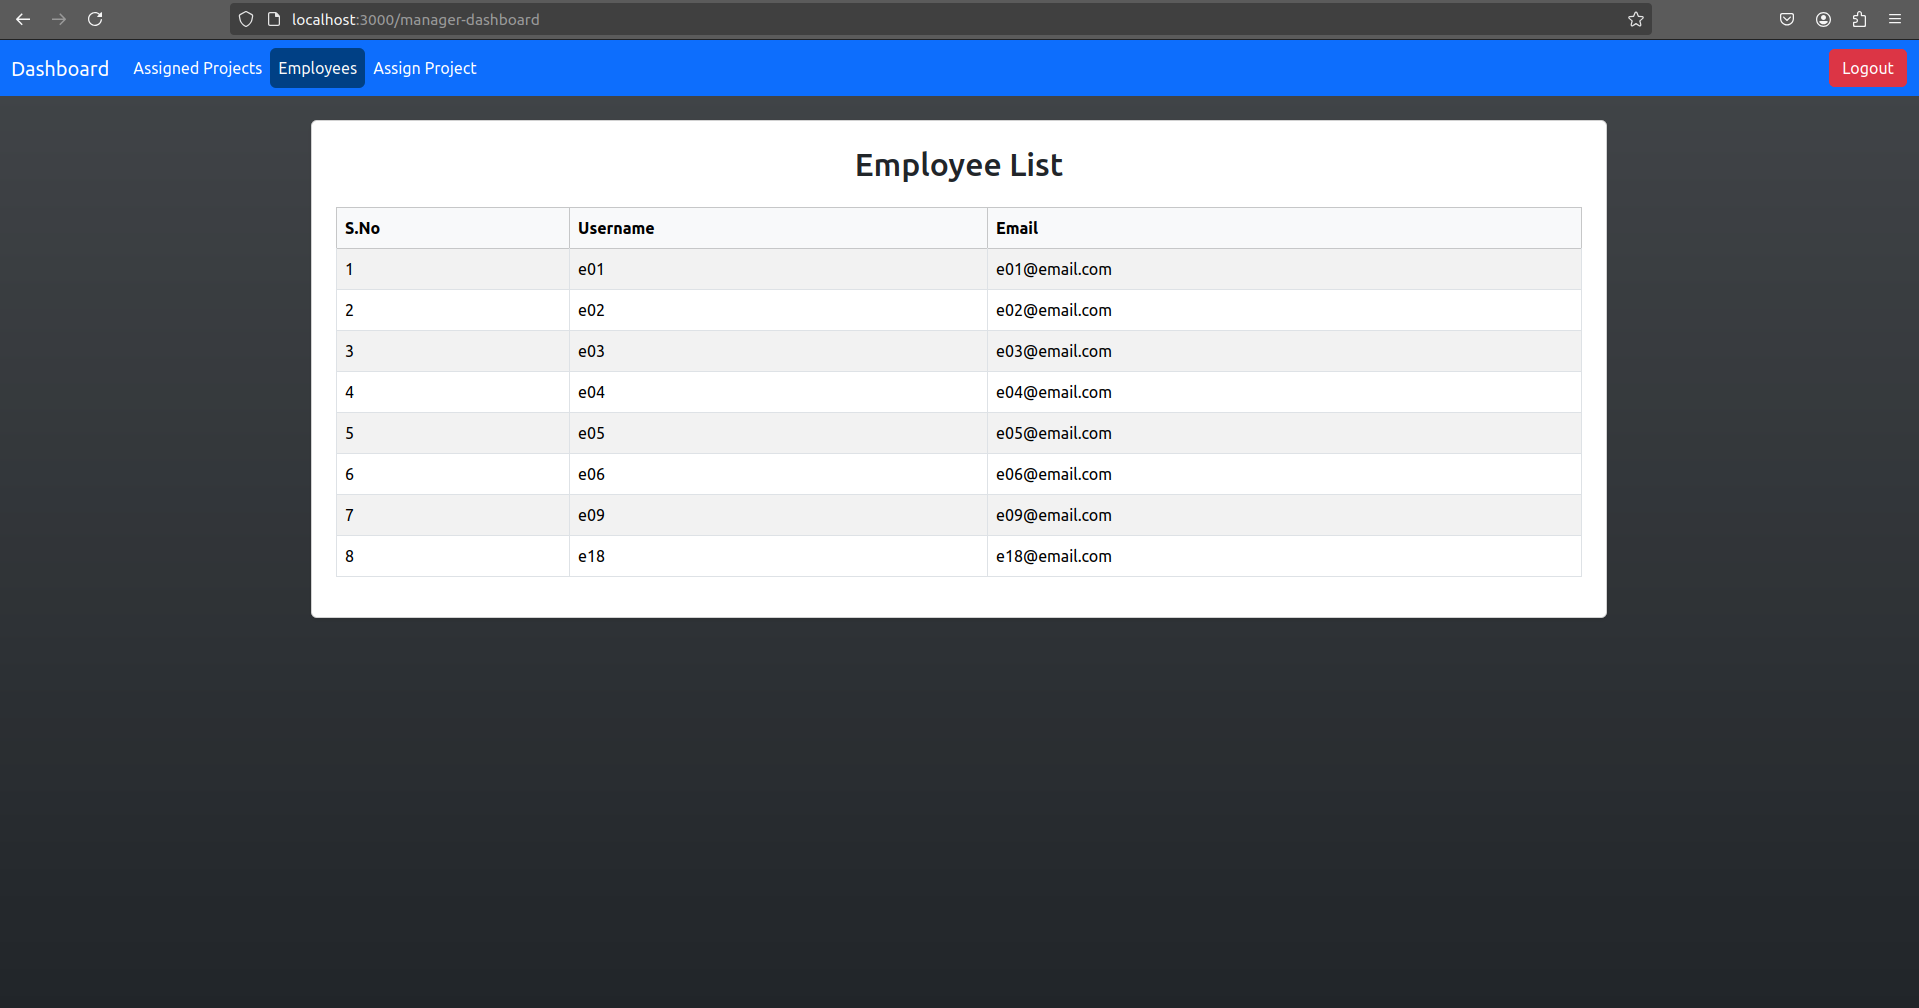 localhost:3000/manager-dashboard
Dashboard Assigned Projects Employees Assign Project Logout
Employee List
S.No Username Email
1 e01 e01@email.com
2 e02 e02@email.com
3 e03 e03@email.com
4 e04 e04@email.com
5 e05 e05@email.com
6 e06 e06@email.com
7 e09 e09@email.com
8 e18 e18@email.com